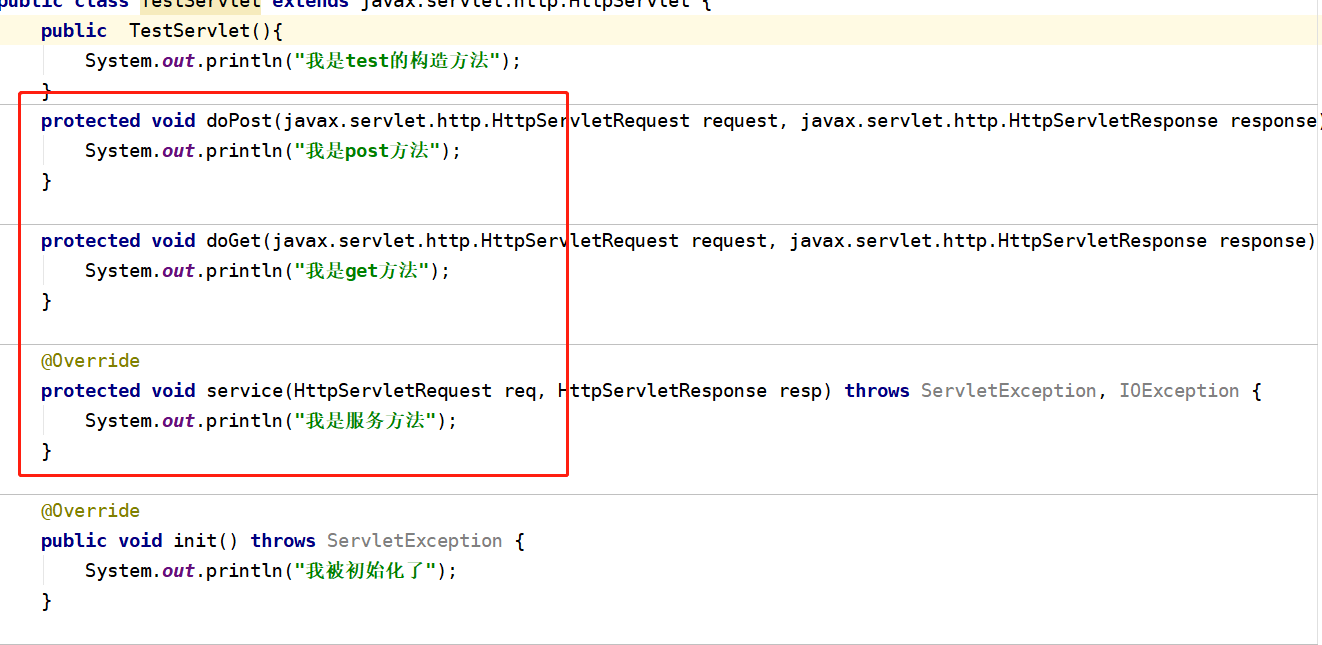 public class TestServlet extends javax.servlet.http.HttpServlet {
public  TestServlet(){
System.out.println("我是test的构造方法");
}
protected void doPost(javax.servlet.http.HttpServletRequest request, javax.servlet.http.HttpServletResponse response)
System.out.println("我是post方法");
}
protected void doGet(javax.servlet.http.HttpServletRequest request, javax.servlet.http.HttpServletResponse response)
System.out.println("我是get方法");
}
@Override
protected void service(HttpServletRequest req, HttpServletResponse resp) throws ServletException, IOException {
System.out.println("我是服务方法");
}
@Override
public void init() throws ServletException {
System.out.println("我被初始化了");
}